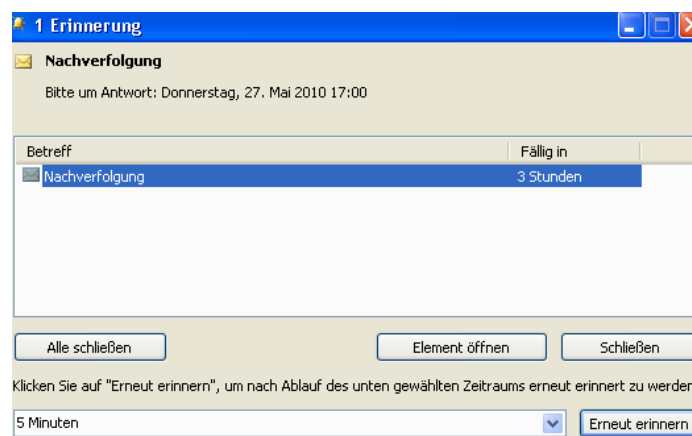 1 Erinnerung
Nachverfolgung
Bitte um Antwort: Donnerstag, 27. Mai 2010 17:00
Betreff Fällig in
Nachverfolgung 3 Stunden
Alle schließen Element öffnen Schließen
Klicken Sie auf "Erneut erinnern", um nach Ablauf des unten gewählten Zeitraums erneut erinnert zu werden
5 Minuten Erneut erinnern